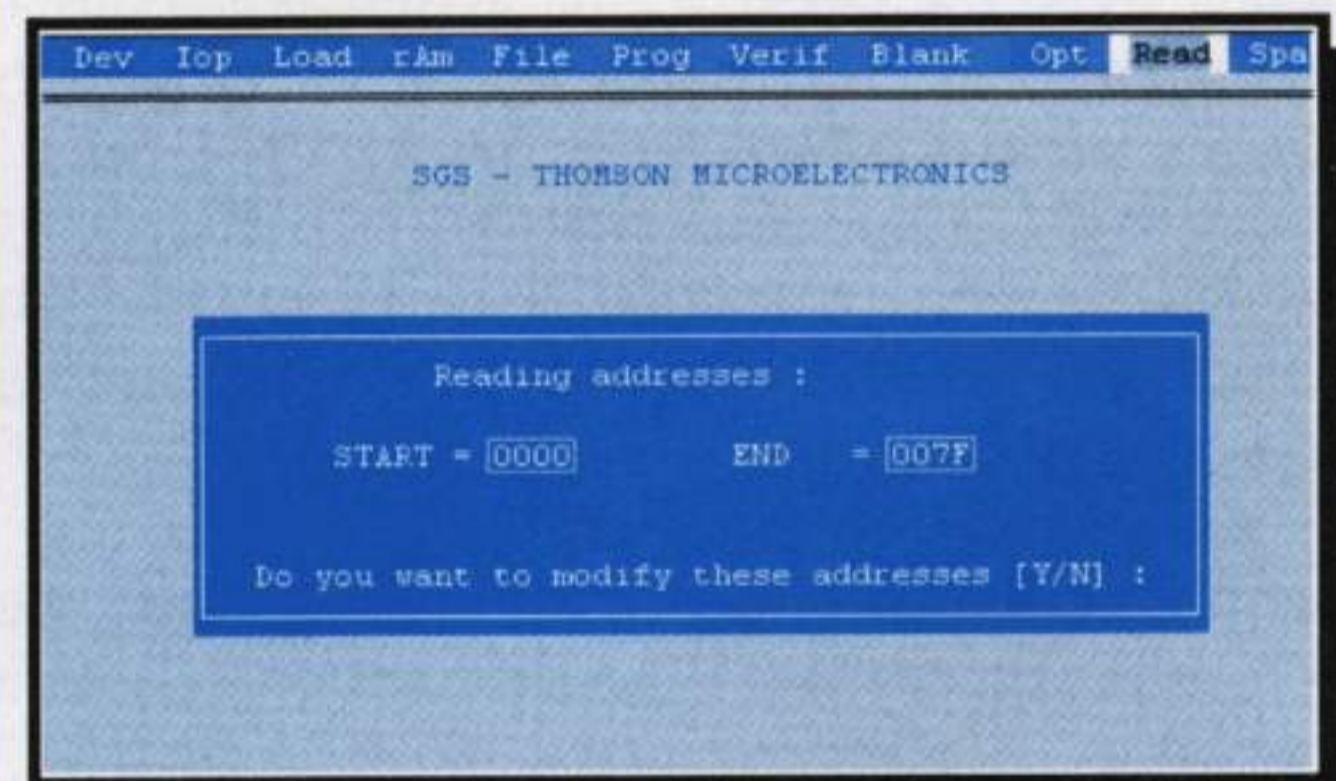 Dev Iop Load rAm File Prog Verif Blank Opt Read Spa
SGS - THOMSON MICROELECTRONICS
Reading addresses :
START = 0000 END = 007F
Do you want to modify these addresses [Y/N] :